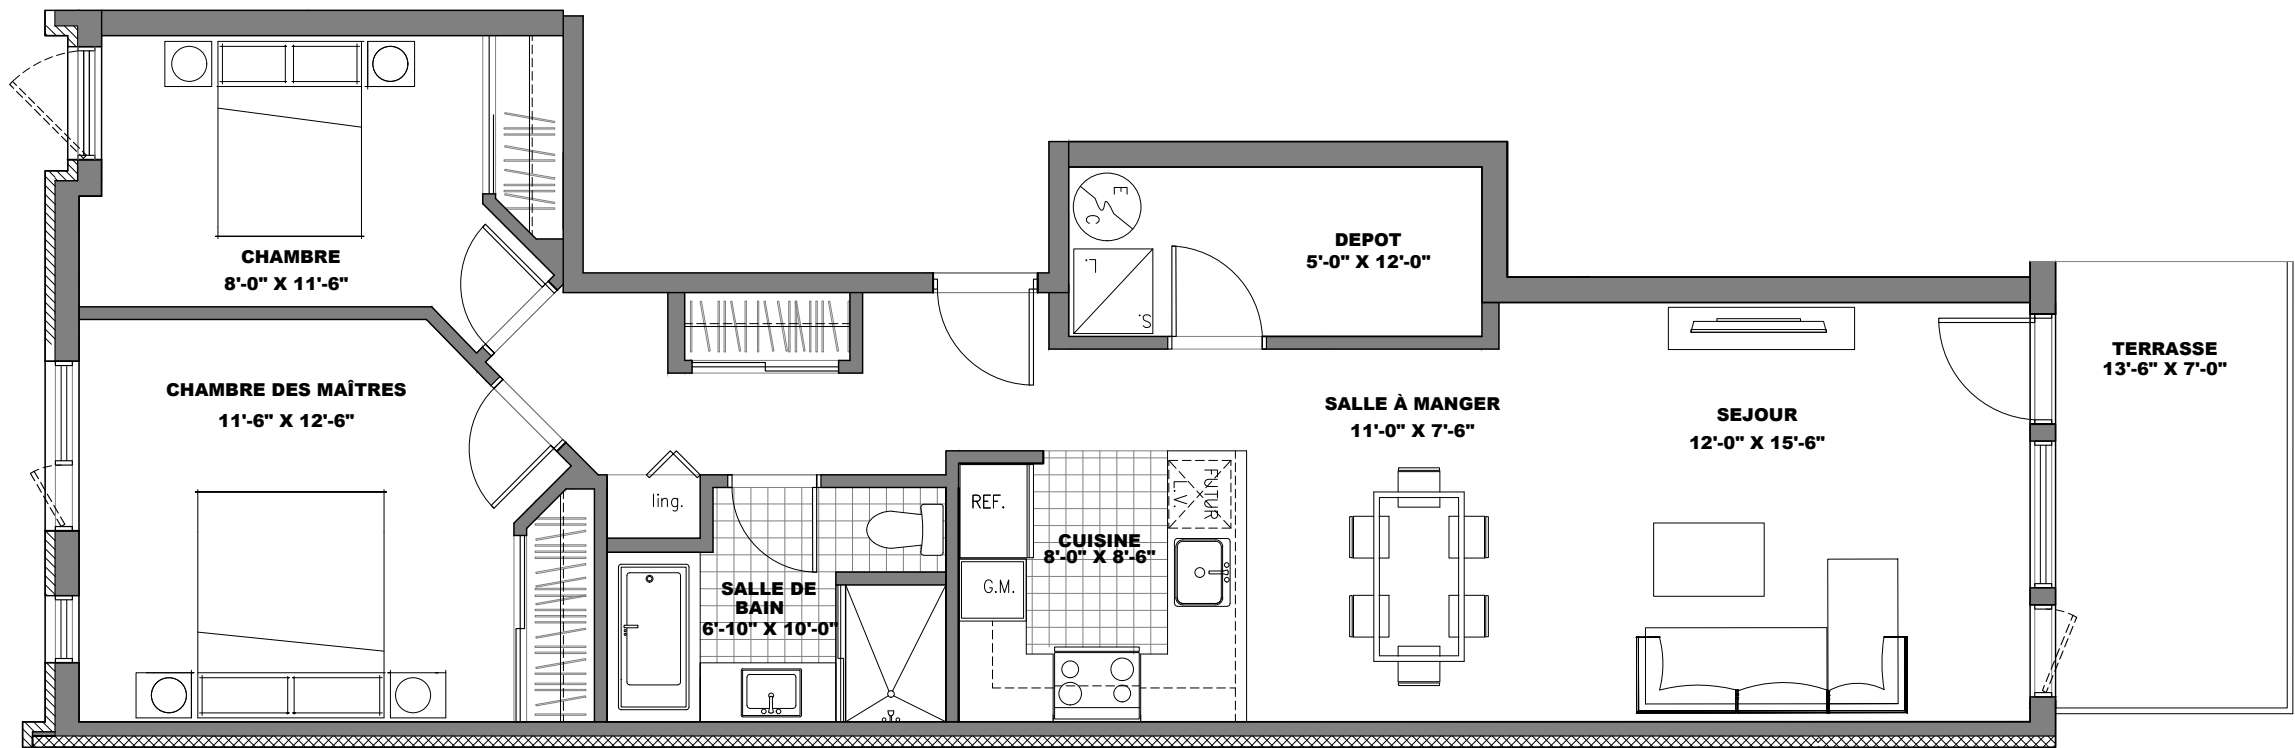 CHAMBRE
8'-0" X 11'-6"
CHAMBRE DES MAÎTRES
11'-6" X 12'-6"
E
C
L.
S.
DEPOT
5'-0" X 12'-0"
TERRASSE
13'-6" X 7'-0"
SALLE À MANGER
11'-0" X 7'-6"
SEJOUR
12'-0" X 15'-6"
ling.
REF.
G.M.
FUTUR
L.V.
CUISINE
8'-0" X 8'-6"
SALLE DE
BAIN
6'-10" X 10'-0"